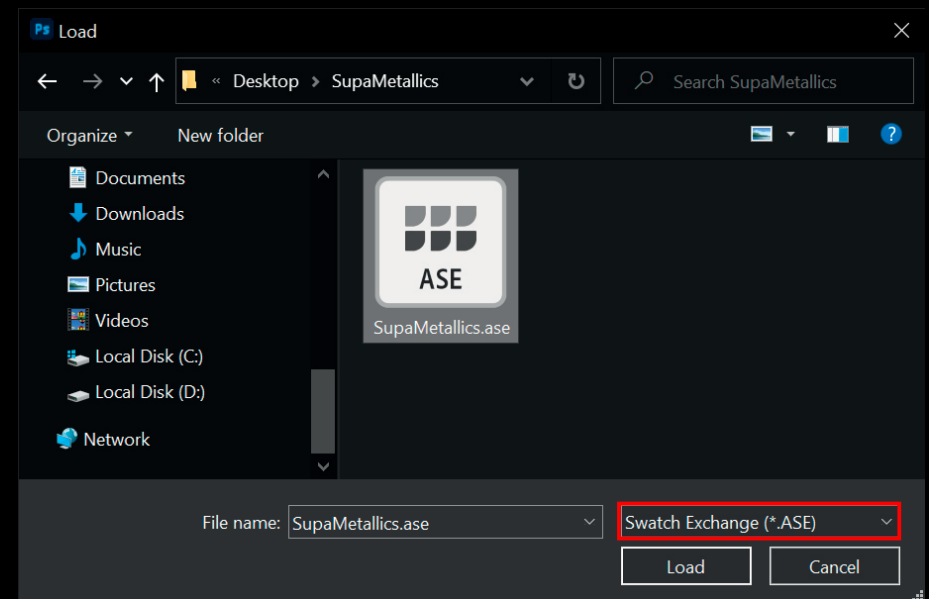 Ps Load
« Desktop > SupaMetallics
Search SupaMetallics
Organize
New folder
?
Documents
Downloads
Music
Pictures
Videos
Local Disk (C:)
Local Disk (D:)
Network
ASE
SupaMetallics.ase
File name: SupaMetallics.ase
Swatch Exchange (*.ASE)
Load
Cancel